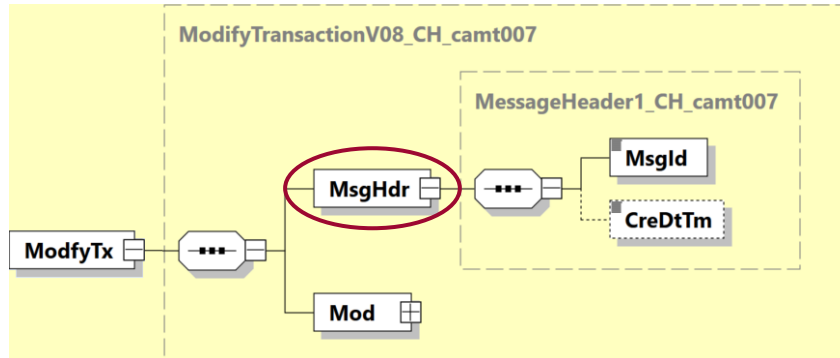 ModifyTransactionV08_CH_camt007
MessageHeader1_CH_camt007
MsgId
MsgHdr
CreDtTm
ModfyTx
Mod